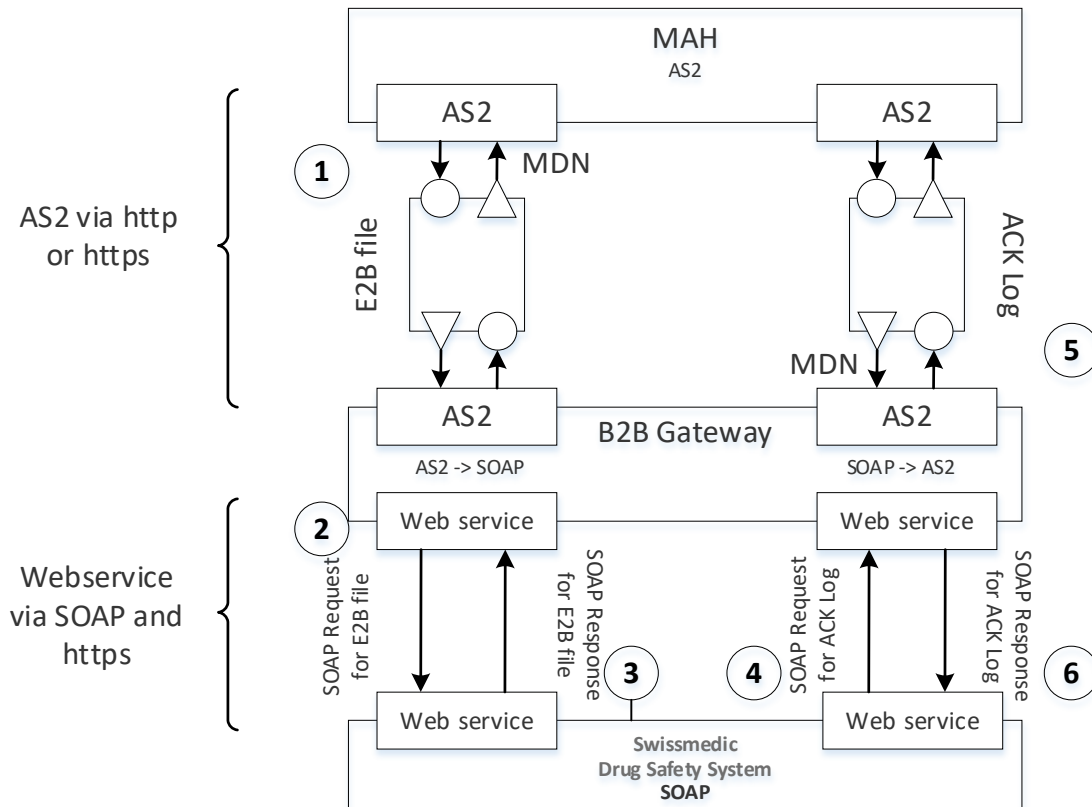 MAH
AS2
AS2
AS2
1
MDN
AS2 via http
or https
E2B file
ACK Log
5
MDN
AS2
AS2
B2B Gateway
AS2 -> SOAP
SOAP -> AS2
2
Web service
Web service
Webservice
via SOAP and
https
SOAP Request
for E2B file
SOAP Response
for E2B file
3
4
SOAP Request
for ACK Log
SOAP Response
for ACK Log
6
Web service
Web service
Swissmedic
Drug Safety System
SOAP